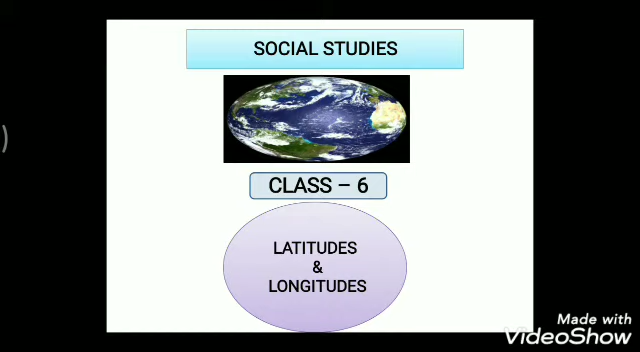 SOCIAL STUDIES
CLASS – 6
LATITUDES
&
LONGITUDES
Made with
VideoShow